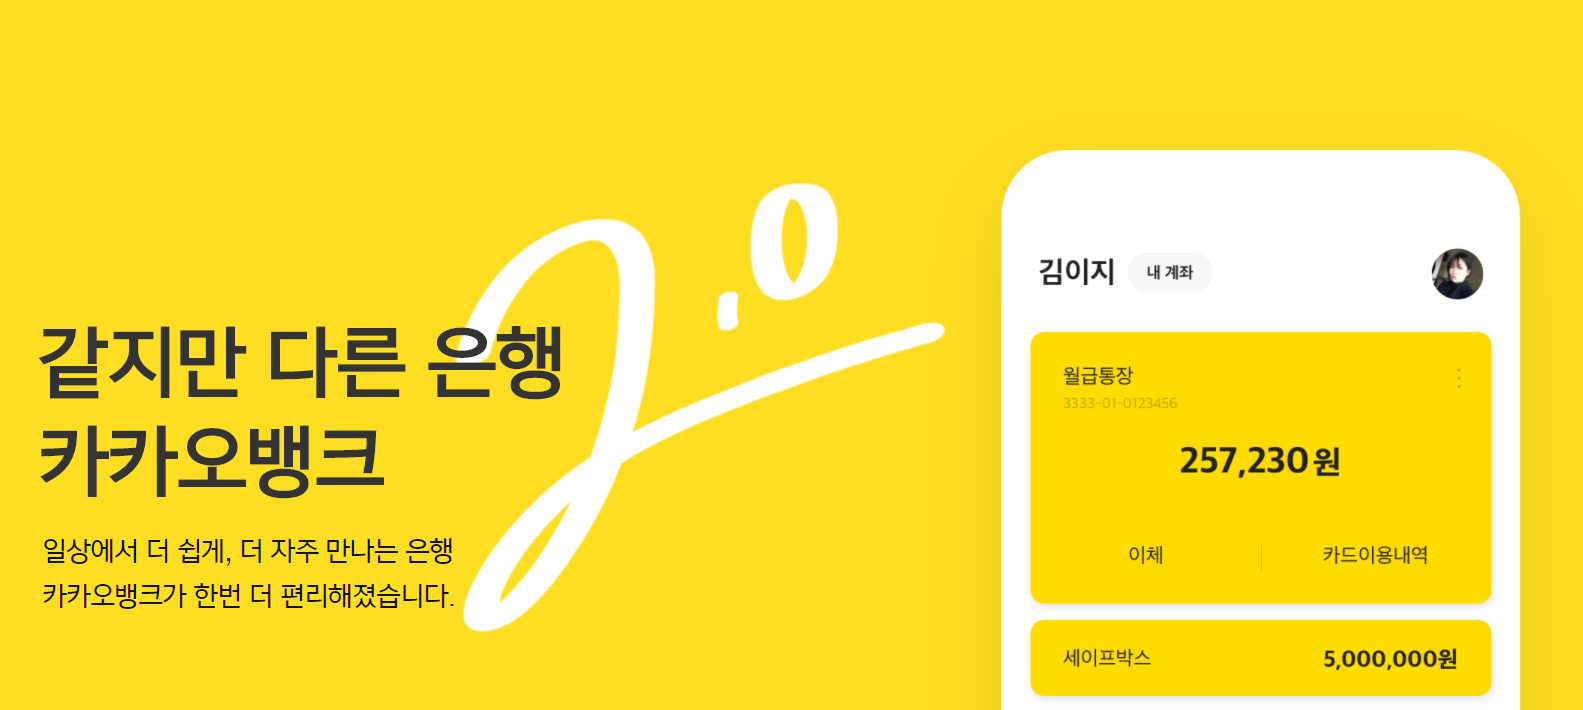 2.0
같지만 다른 은행
카카오뱅크
일상에서 더 쉽게, 더 자주 만나는 은행
카카오뱅크가 한번 더 편리해졌습니다.
김이지 내 계좌
월급통장
3333-01-0123456
257,230원
이체 카드이용내역
세이프박스 5,000,000원